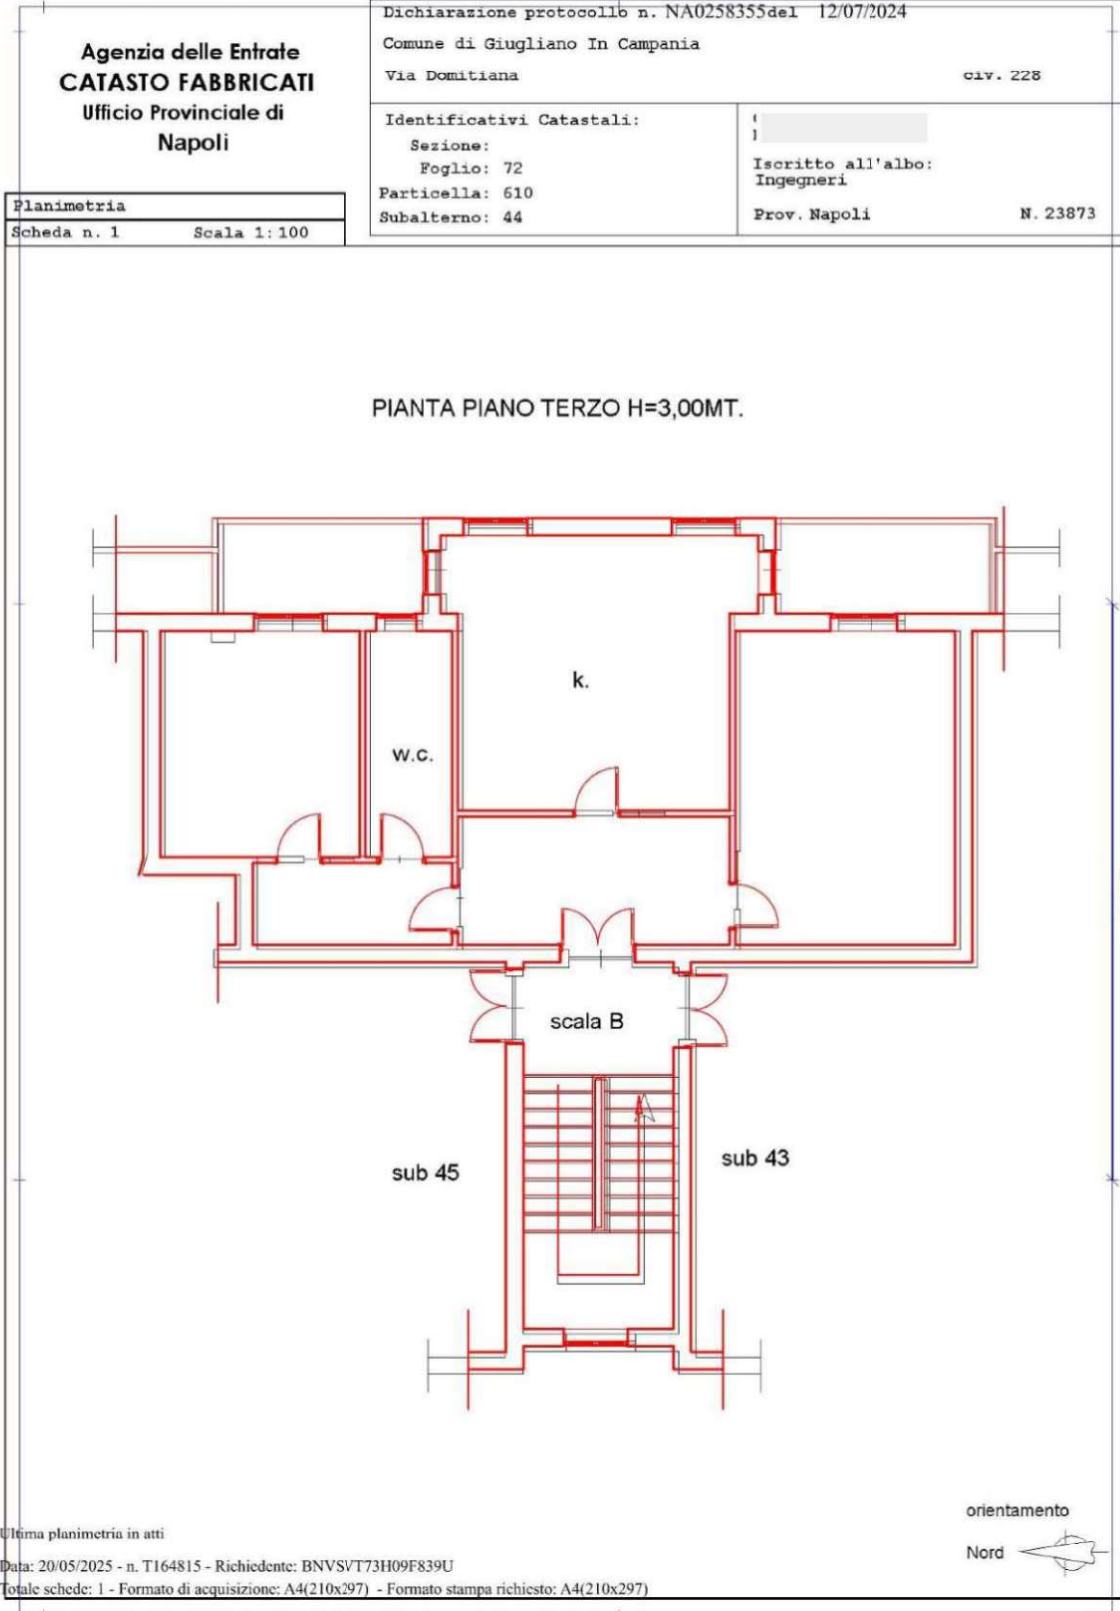 Agenzia delle Entrate
CATASTO FABBRICATI
Ufficio Provinciale di
Napoli
Dichiarazione protocollo n. NA0258355del 12/07/2024
Comune di Giugliano In Campania
Via Domitiana civ. 228
Identificativi Catastali:
Sezione:
Foglio: 72
Particella: 610
Subalterno: 44
Iscritto all'albo:
Ingegneri
Prov. Napoli N. 23873
Planimetria
Scheda n. 1 Scala 1:100
PIANTA PIANO TERZO H=3,00MT.
k.
w.c.
scala B
sub 45
sub 43
orientamento
Nord
Ultima planimetria in atti
Data: 20/05/2025 - n. T164815 - Richiedente: BNVSVT73H09F839U
Totale schede: 1 - Formato di acquisizione: A4(210x297) - Formato stampa richiesto: A4(210x297)